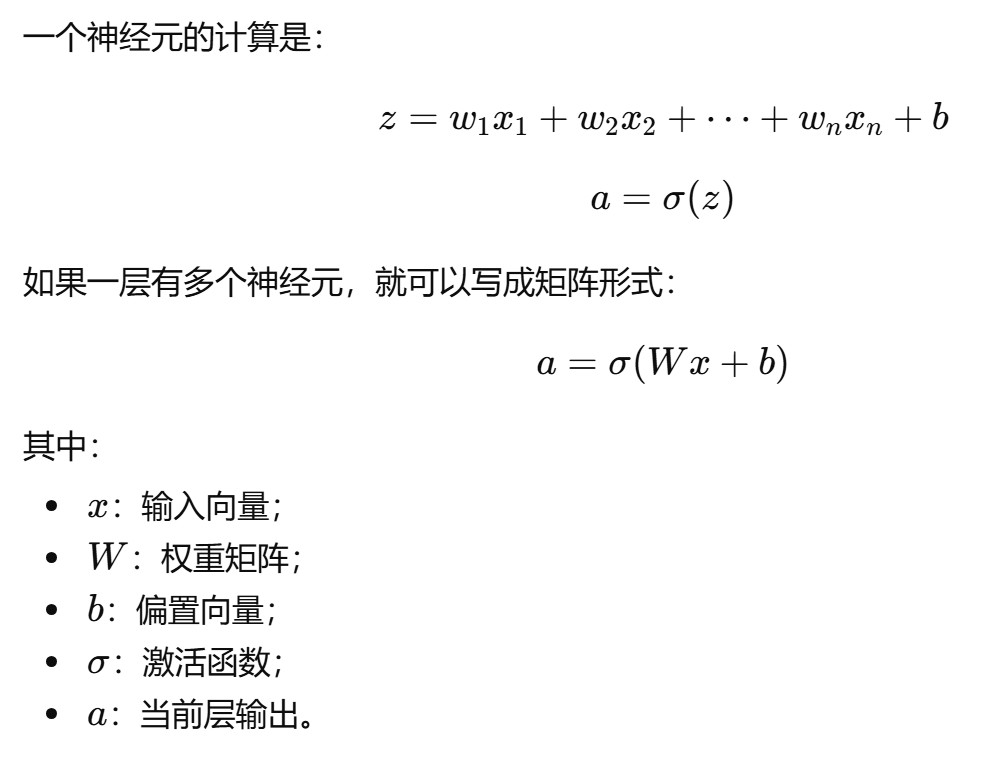 一个神经元的计算是：
z = w₁x₁ + w₂x₂ + ⋯ + wₙxₙ + b
a = σ(z)
如果一层有多个神经元，就可以写成矩阵形式：
a = σ(Wx + b)
其中：
• x：输入向量；
• W：权重矩阵；
• b：偏置向量；
• σ：激活函数；
• a：当前层输出。